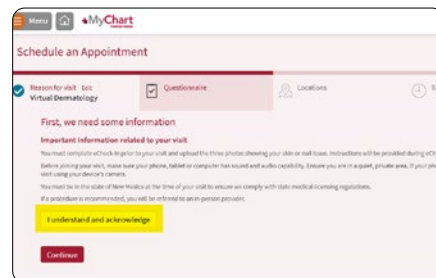 Menu MyChart
Schedule an Appointment
Reason for visit Edit
Virtual Dermatology
Questionnaire
Locations
First, we need some information
Important information related to your visit
You must complete eCheck-in prior to your visit and upload the three photos showing your skin or nail issue. Instructions will be provided during eCh
Before joining your visit, make sure your phone, tablet or computer has sound and audio capability. Ensure you are in a quiet, private area. If your ph
visit using your device's camera.
You must be in the state of New Mexico at the time of your visit to ensure we comply with state medical licensing regulations.
If a procedure is recommended, you will be referred to an in-person provider.
I understand and acknowledge
Continue